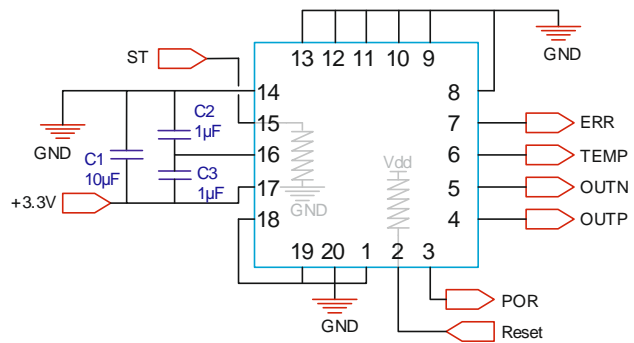 ST
GND
13 12 11 10 9
14
8
C2
1µF
15
7
ERR
GND
C1
10µF
16
Vdd
6
TEMP
C3
1µF
17
5
OUTN
+3.3V
GND
18
4
OUTP
19 20 1 2 3
GND
POR
Reset